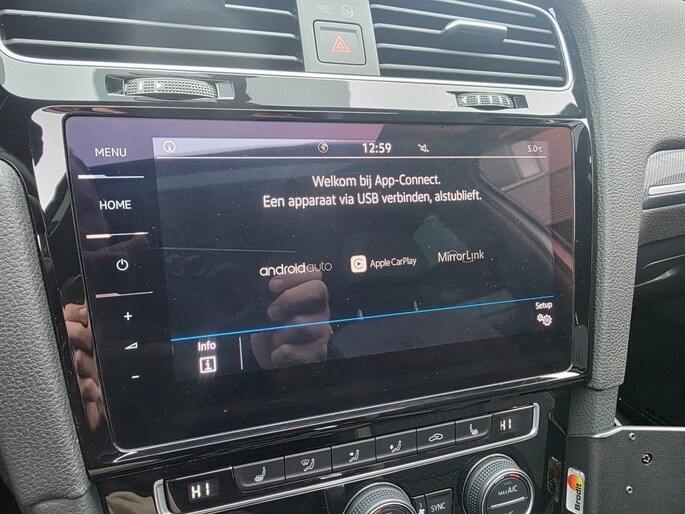 MENU
HOME
+
-
12:59
5.0°C
Welkom bij App-Connect.
Een apparaat via USB verbinden, alstublieft.
androidauto
Apple CarPlay
MirrorLink
Setup
Info
i
HI
HI
SYNC
MAX
A/C
Brodit